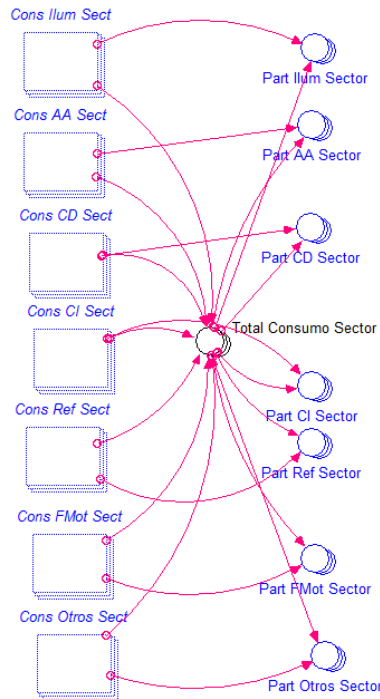 Cons Ilum Sect
Part Ilum Sector
Cons AA Sect
Part AA Sector
Cons CD Sect
Part CD Sector
Cons CI Sect
Total Consumo Sector
Part CI Sector
Cons Ref Sect
Part Ref Sector
Cons FMot Sect
Part FMot Sector
Cons Otros Sect
Part Otros Sector